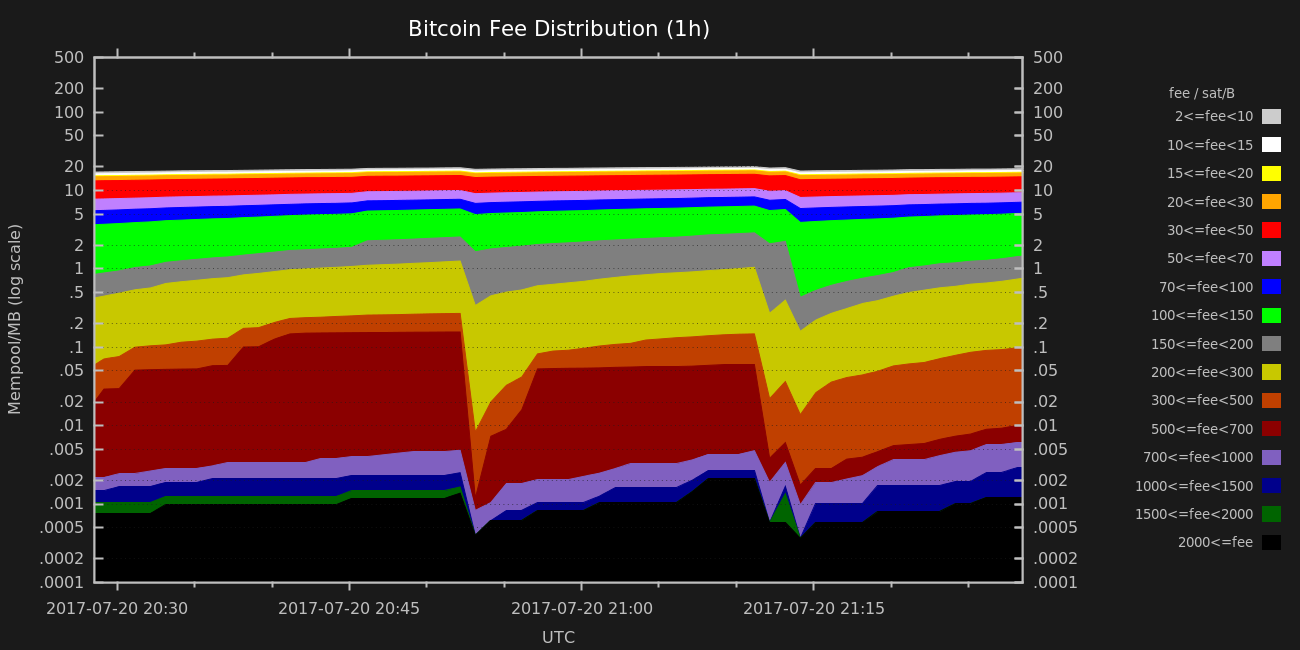 Bitcoin Fee Distribution (1h)
500 500
200 200
100 100
50 50
20 20
10 10
5 5
2 2
1 1
.5 .5
.2 .2
.1 .1
.05 .05
.02 .02
.01 .01
.005 .005
.002 .002
.001 .001
.0005 .0005
.0002 .0002
.0001 .0001
Mempool/MB (log scale)
2017-07-20 20:30 2017-07-20 20:45 2017-07-20 21:00 2017-07-20 21:15
UTC
fee / sat/B
2<=fee<10
10<=fee<15
15<=fee<20
20<=fee<30
30<=fee<50
50<=fee<70
70<=fee<100
100<=fee<150
150<=fee<200
200<=fee<300
300<=fee<500
500<=fee<700
700<=fee<1000
1000<=fee<1500
1500<=fee<2000
2000<=fee